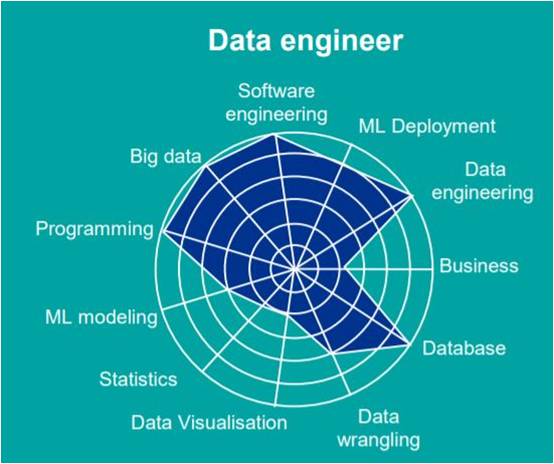 Data engineer
Software
engineering
ML Deployment
Big data
Data
engineering
Programming
Business
ML modeling
Database
Statistics
Data Visualisation
Data
wrangling